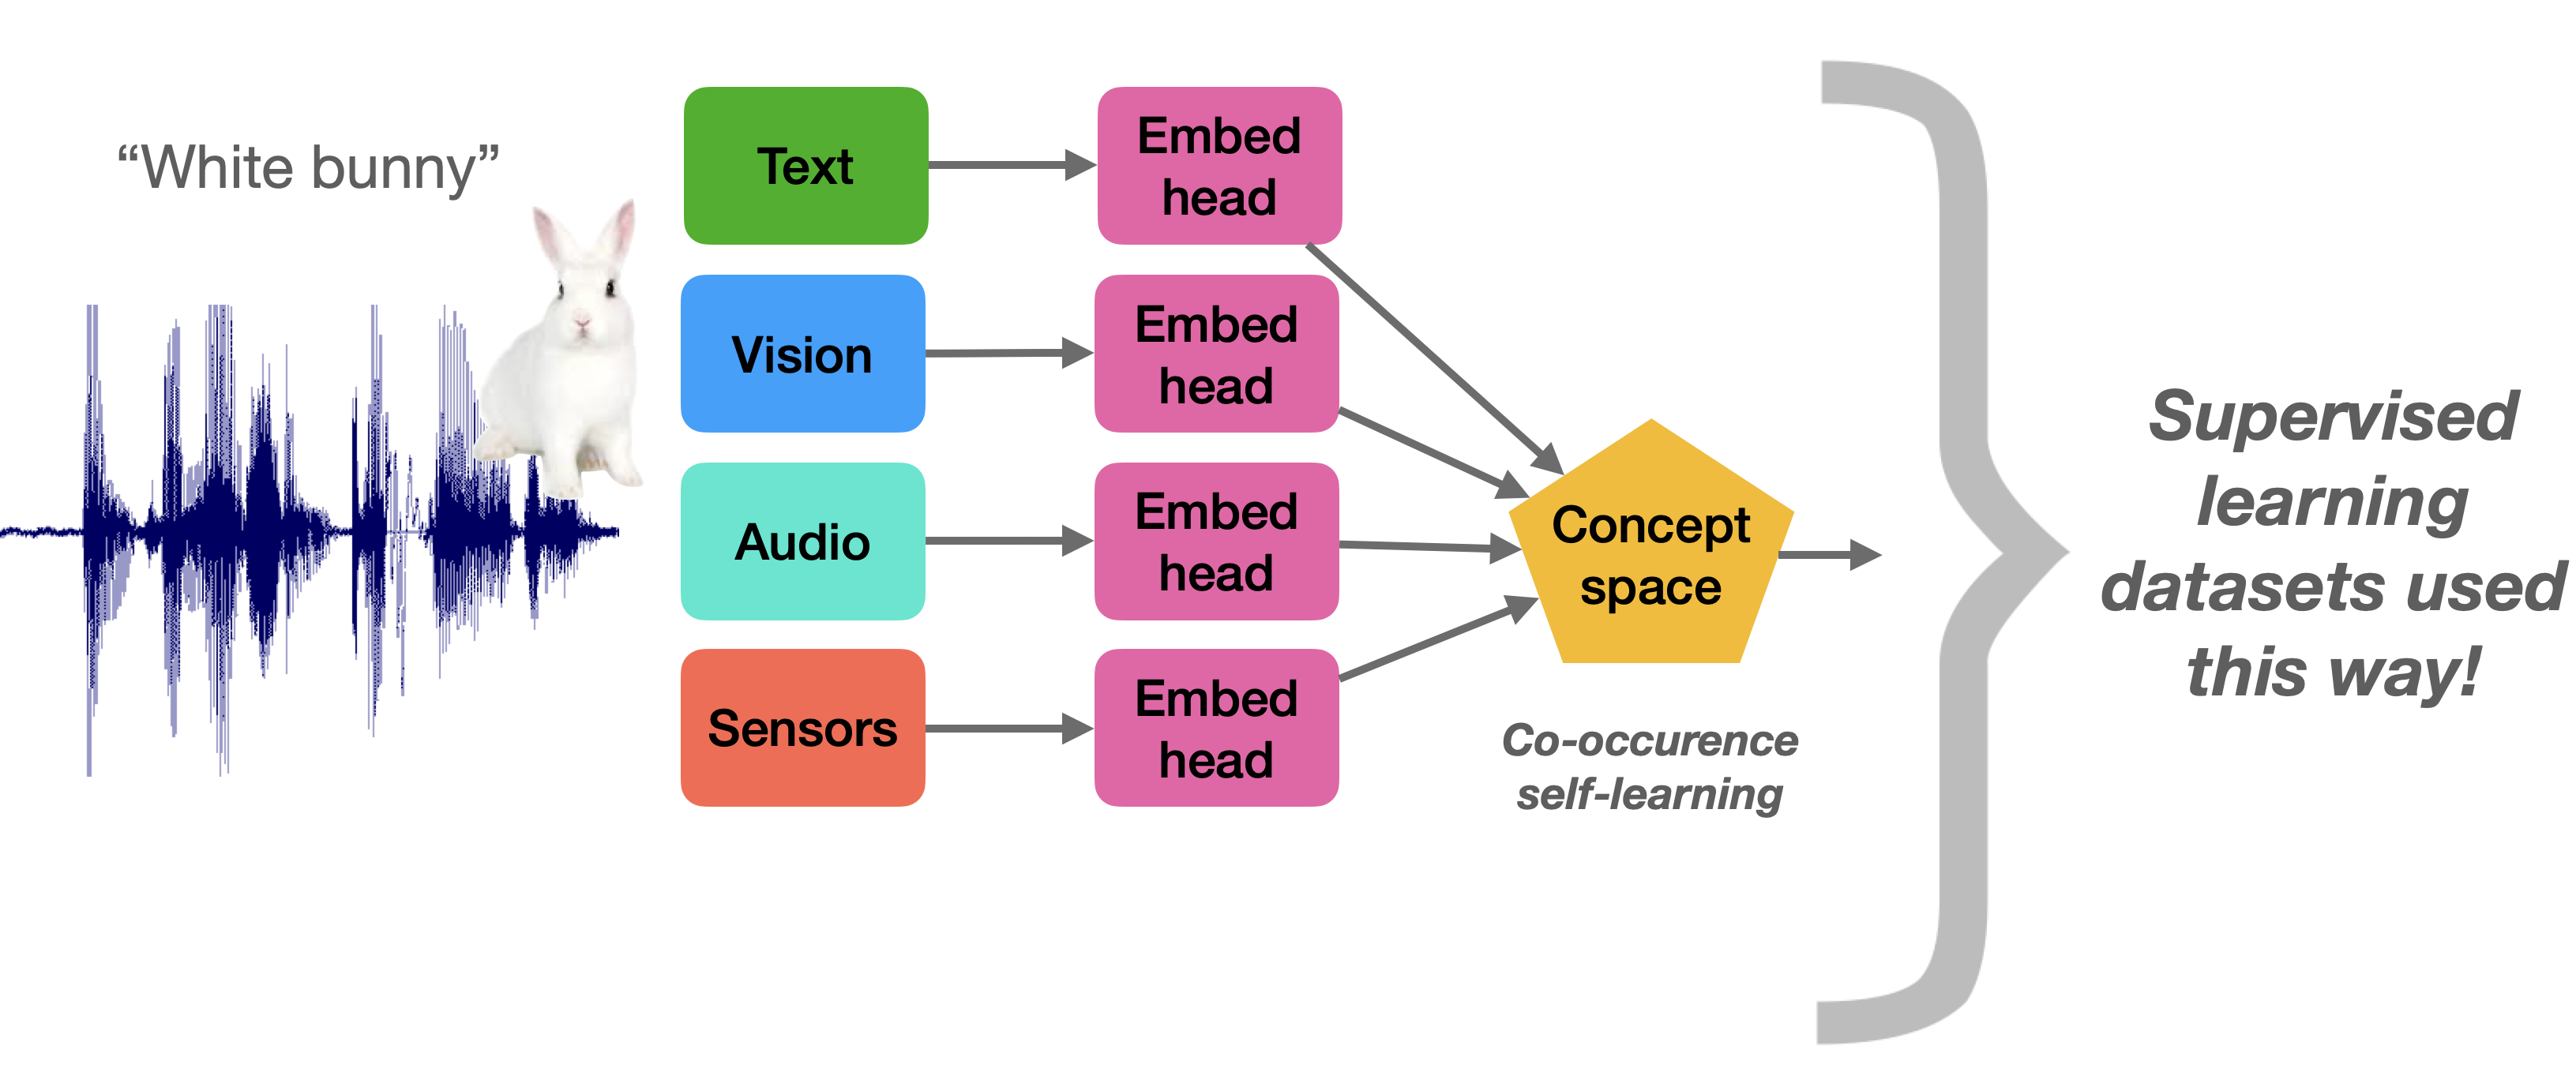 “White bunny”
Text
Embed
head
Vision
Embed
head
Audio
Embed
head
Sensors
Embed
head
Concept
space
Co-occurence
self-learning
Supervised
learning
datasets used
this way!